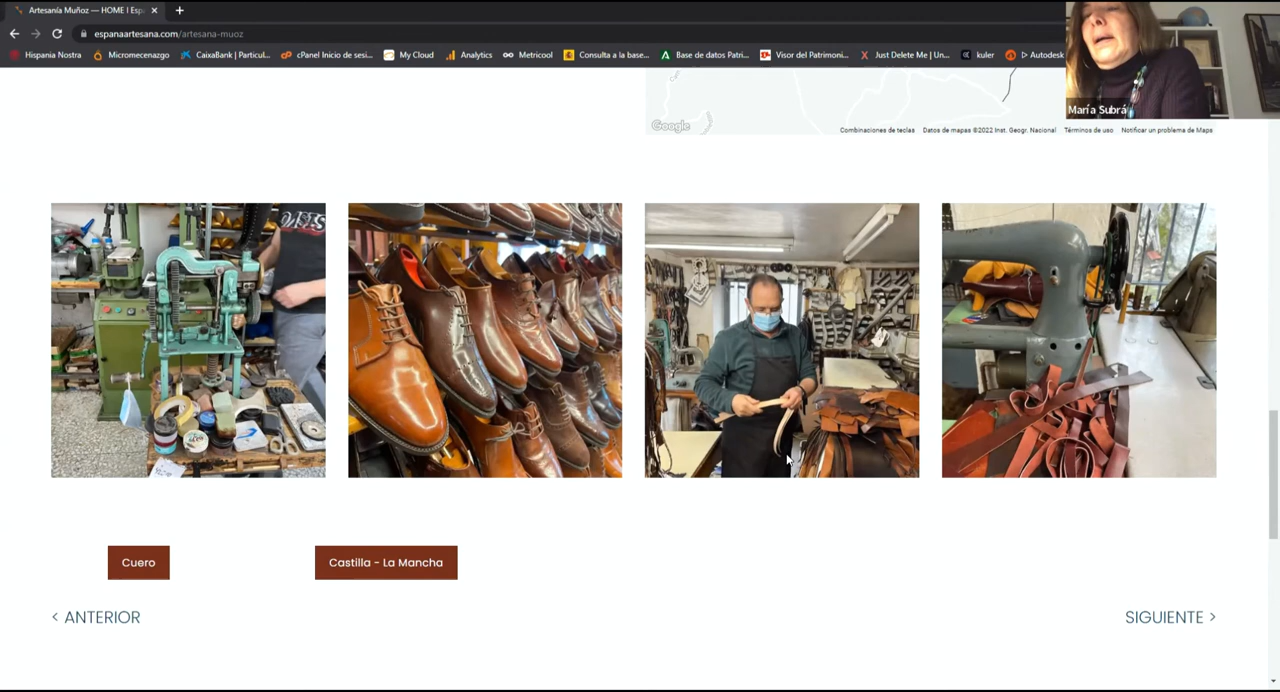 Artesanía Muñoz — HOME | Esp
espanaartesana.com/artesana-muoz
Hispania Nostra
Micromecenazgo
CaixaBank | Particul...
cPanel Inicio de sesi...
My Cloud
Analytics
Metricool
Consulta a la base...
Base de datos Patri...
Visor del Patrimoni...
Just Delete Me | Un...
kuler
Autodesk
María Subrá
Google
Combinaciones de teclas
Datos de mapas ©2022 Inst. Geogr. Nacional
Términos de uso
Notificar un problema de Maps
Cuero
Castilla - La Mancha
< ANTERIOR
SIGUIENTE >